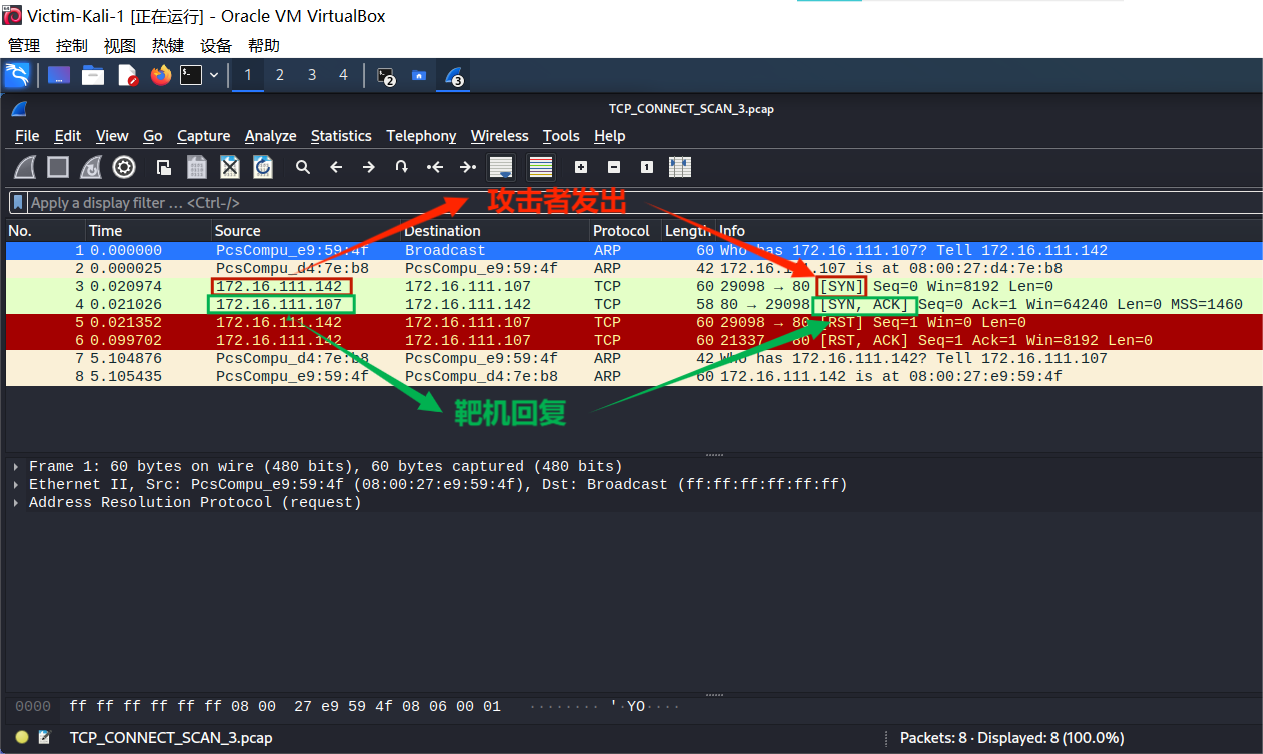 Victim-Kali-1 [正在运行] - Oracle VM VirtualBox
管理 控制 视图 热键 设备 帮助
1 2 3 4 2 3
TCP_CONNECT_SCAN_3.pcap
File Edit View Go Capture Analyze Statistics Telephony Wireless Tools Help
Apply a display filter … <Ctrl-/>
攻击者发出
No. Time Source Destination Protocol Length Info
1 0.000000 PcsCompu_e9:59:4f Broadcast ARP 60 Who has 172.16.111.107? Tell 172.16.111.142
2 0.000025 PcsCompu_d4:7e:b8 PcsCompu_e9:59:4f ARP 42 172.16.111.107 is at 08:00:27:d4:7e:b8
3 0.020974 172.16.111.142 172.16.111.107 TCP 60 29098 → 80 [SYN] Seq=0 Win=8192 Len=0
4 0.021026 172.16.111.107 172.16.111.142 TCP 58 80 → 29098 [SYN, ACK] Seq=0 Ack=1 Win=64240 Len=0 MSS=1460
5 0.021352 172.16.111.142 172.16.111.107 TCP 60 29098 → 80 [RST] Seq=1 Win=0 Len=0
6 0.099702 172.16.111.142 172.16.111.107 TCP 60 21337 → 80 [RST, ACK] Seq=1 Ack=1 Win=8192 Len=0
7 5.104876 PcsCompu_d4:7e:b8 PcsCompu_e9:59:4f ARP 42 Who has 172.16.111.142? Tell 172.16.111.107
8 5.105435 PcsCompu_e9:59:4f PcsCompu_d4:7e:b8 ARP 60 172.16.111.142 is at 08:00:27:e9:59:4f
靶机回复
Frame 1: 60 bytes on wire (480 bits), 60 bytes captured (480 bits)
Ethernet II, Src: PcsCompu_e9:59:4f (08:00:27:e9:59:4f), Dst: Broadcast (ff:ff:ff:ff:ff:ff)
Address Resolution Protocol (request)
0000 ff ff ff ff ff ff 08 00 27 e9 59 4f 08 06 00 01 ········ '·YO····
TCP_CONNECT_SCAN_3.pcap Packets: 8 · Displayed: 8 (100.0%)